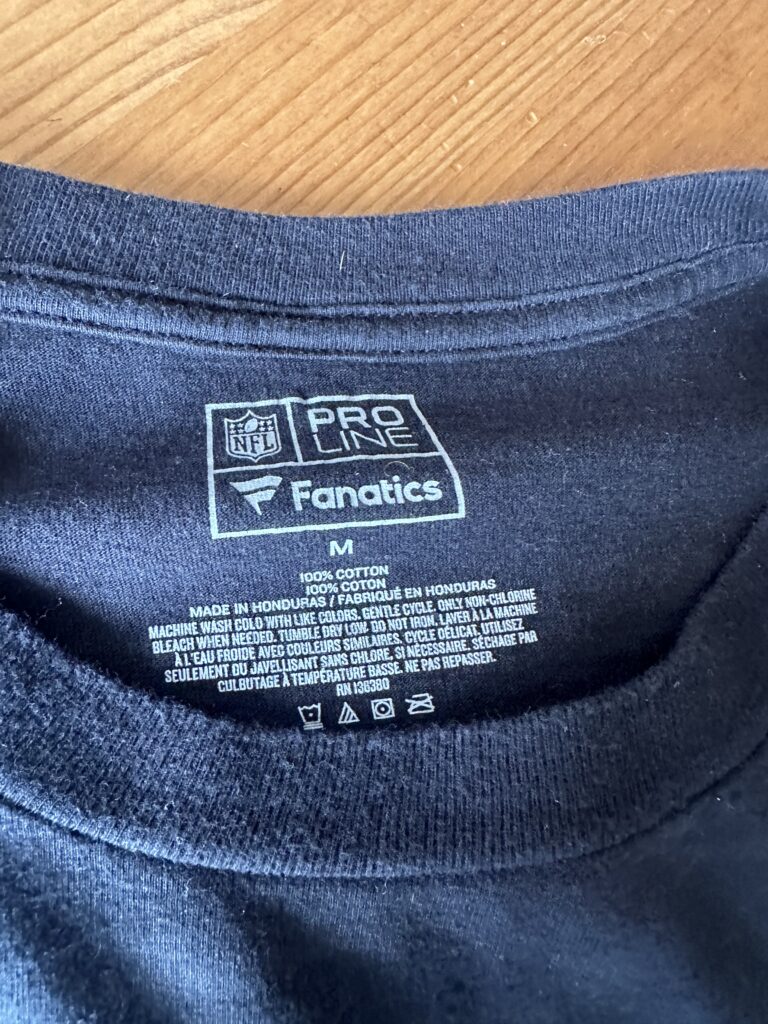 NFL
PRO
LINE
Fanatics
M
100% COTTON
100% COTON
MADE IN HONDURAS / FABRIQUÉ EN HONDURAS
MACHINE WASH COLD WITH LIKE COLORS. GENTLE CYCLE. ONLY NON-CHLORINE
BLEACH WHEN NEEDED. TUMBLE DRY LOW. DO NOT IRON. LAVER À LA MACHINE
À L'EAU FROIDE AVEC COULEURS SIMILAIRES. CYCLE DÉLICAT. UTILISEZ
SEULEMENT DU JAVELLISANT SANS CHLORE, SI NÉCESSAIRE. SÉCHAGE PAR
CULBUTAGE À TEMPÉRATURE BASSE. NE PAS REPASSER.
RN 136380